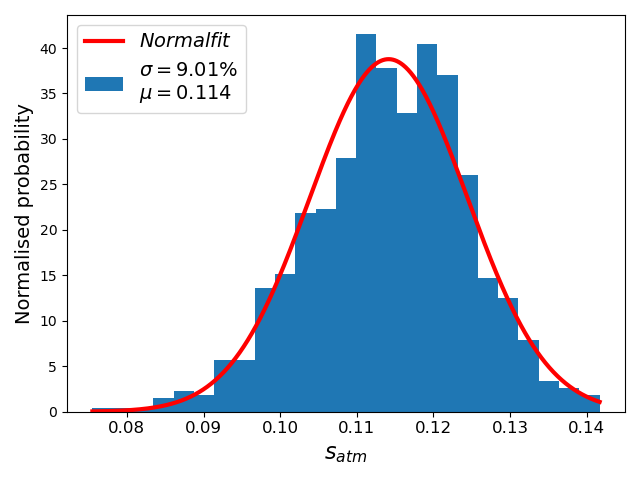 Normalfit
σ = 9.01%
μ = 0.114
Normalised probability
40
35
30
25
20
15
10
5
0
0.08 0.09 0.10 0.11 0.12 0.13 0.14
s_atm